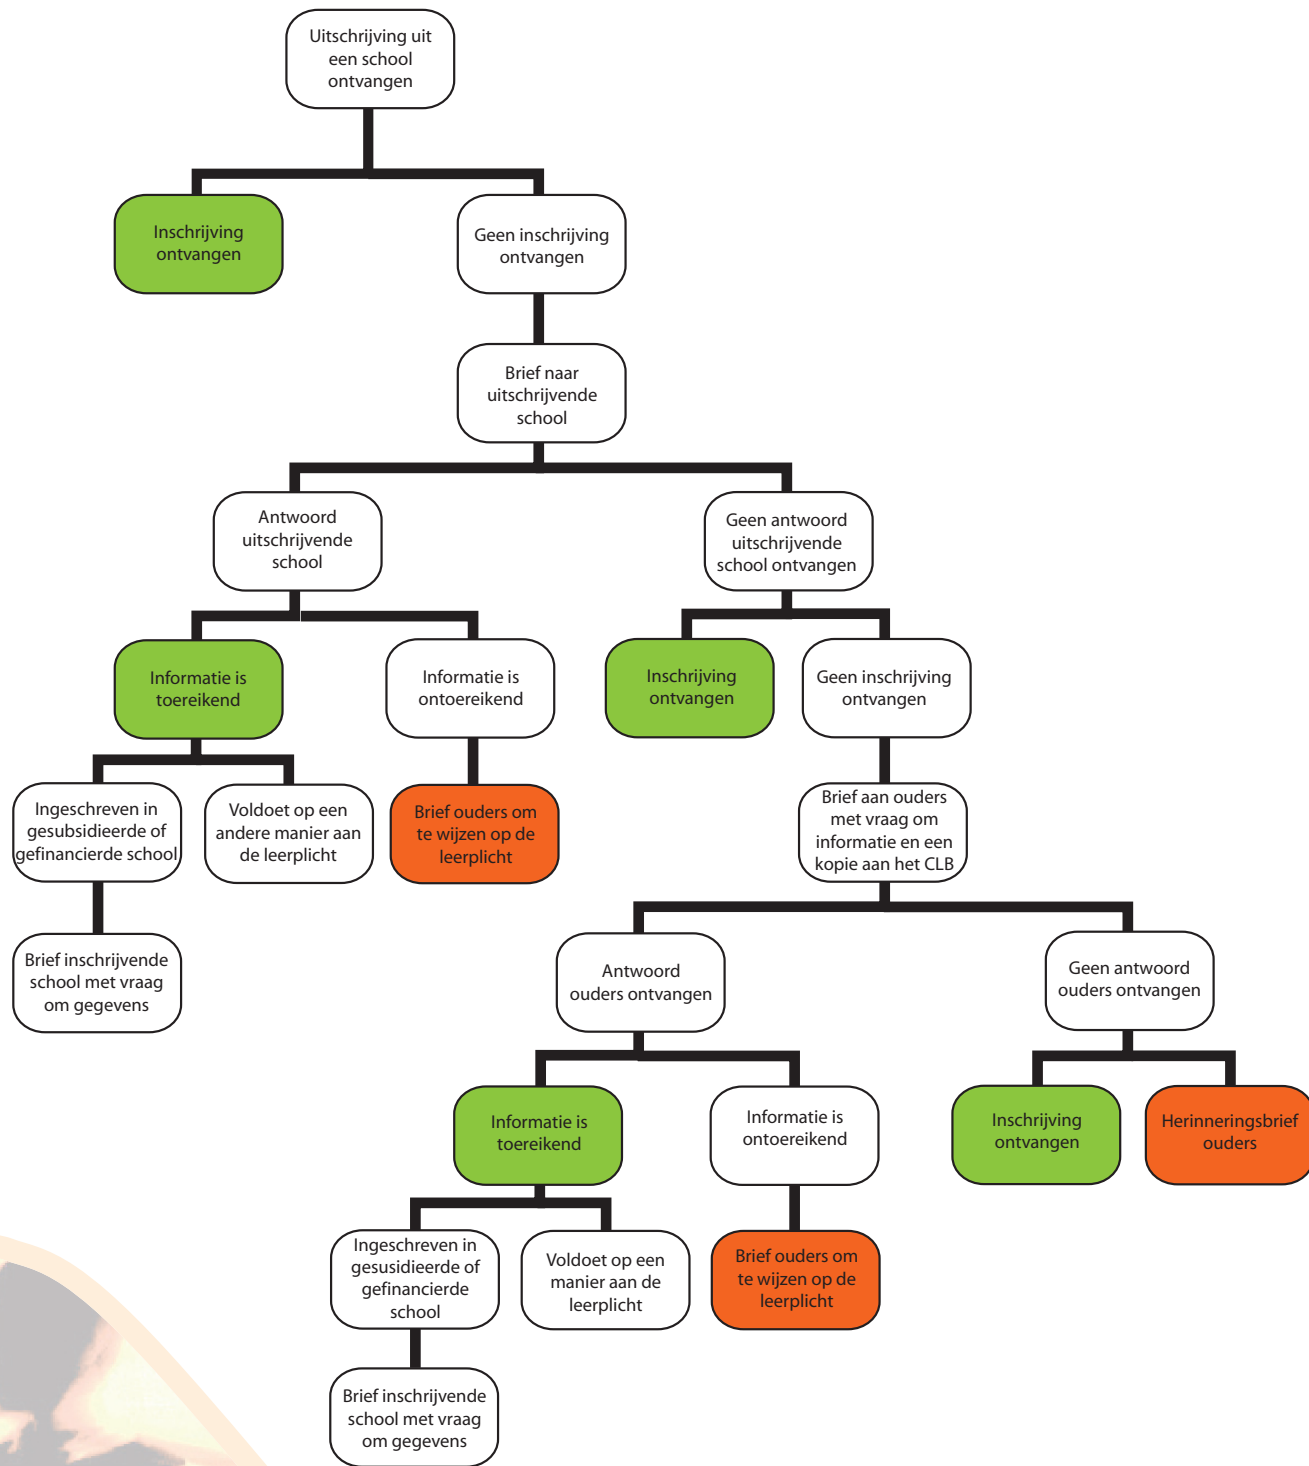 Uitschrijving uit
een school
ontvangen
Inschrijving
ontvangen
Geen inschrijving
ontvangen
Brief naar
uitschrijvende
school
Antwoord
uitschrijvende
school
Geen antwoord
uitschrijvende
school ontvangen
Informatie is
toereikend
Informatie is
ontoereikend
Inschrijving
ontvangen
Geen inschrijving
ontvangen
Ingeschreven in
gesubsidieerde of
gefinancierde school
Voldoet op een
andere manier aan
de leerplicht
Brief ouders om
te wijzen op de
leerplicht
Brief aan ouders
met vraag om
informatie en een
kopie aan het CLB
Brief inschrijvende
school met vraag
om gegevens
Antwoord
ouders ontvangen
Geen antwoord
ouders ontvangen
Informatie is
toereikend
Informatie is
ontoereikend
Inschrijving
ontvangen
Herinneringsbrief
ouders
Ingeschreven in
gesusidieerde of
gefinancierde
school
Voldoet op een
manier aan de
leerplicht
Brief ouders om
te wijzen op de
leerplicht
Brief inschrijvende
school met vraag
om gegevens